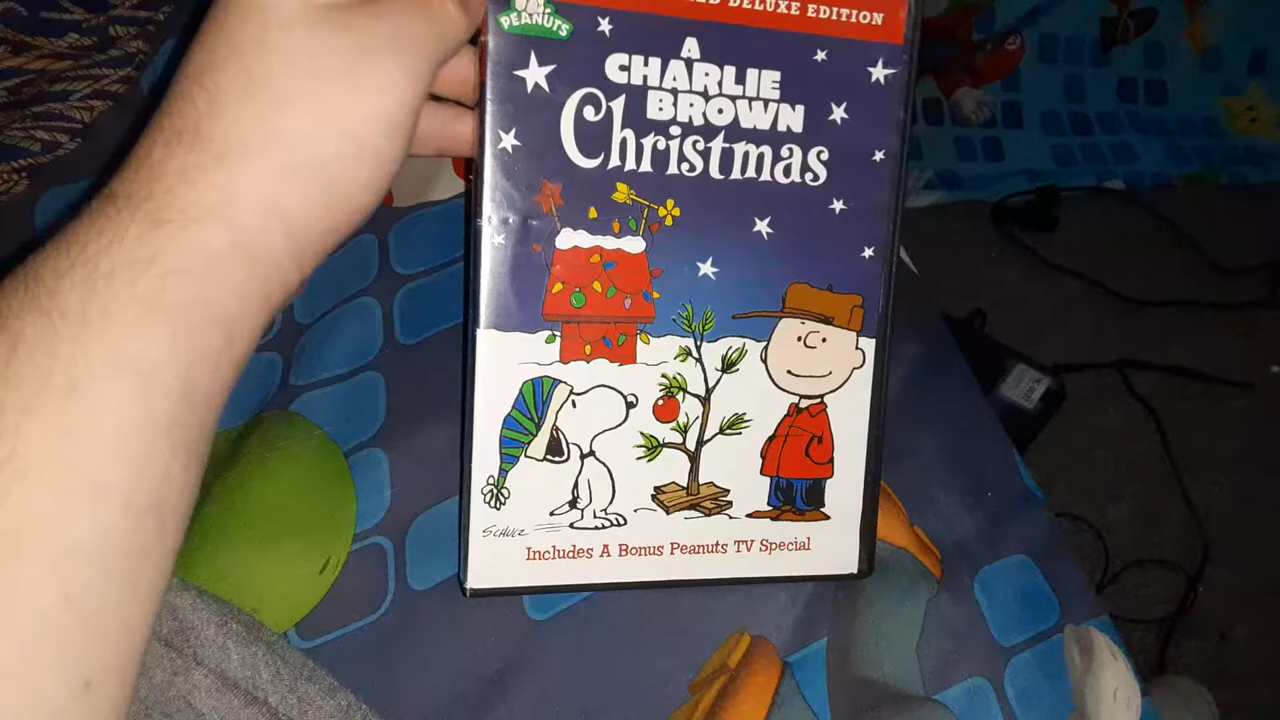 DELUXE EDITION
PEANUTS
A
CHARLIE
BROWN
Christmas
SCHULZ
Includes A Bonus Peanuts TV Special